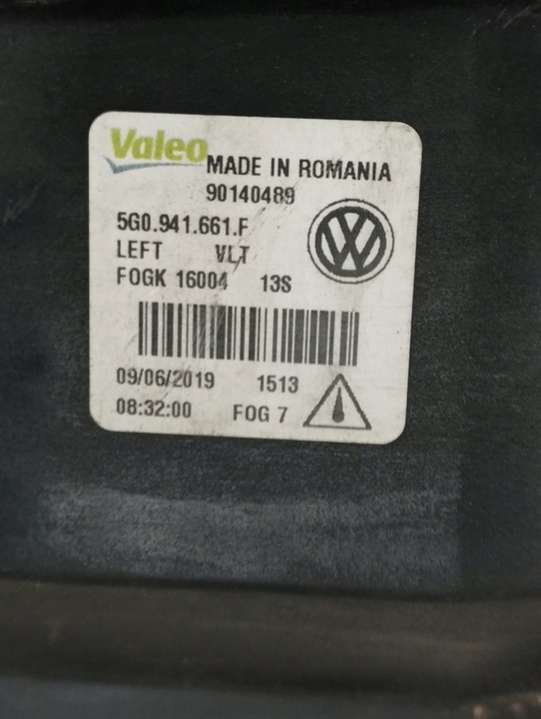 Valeo MADE IN ROMANIA
90140489
5G0.941.661.F
LEFT VLT
FOGK 16004 13S
09/06/2019 1513
08:32:00 FOG 7